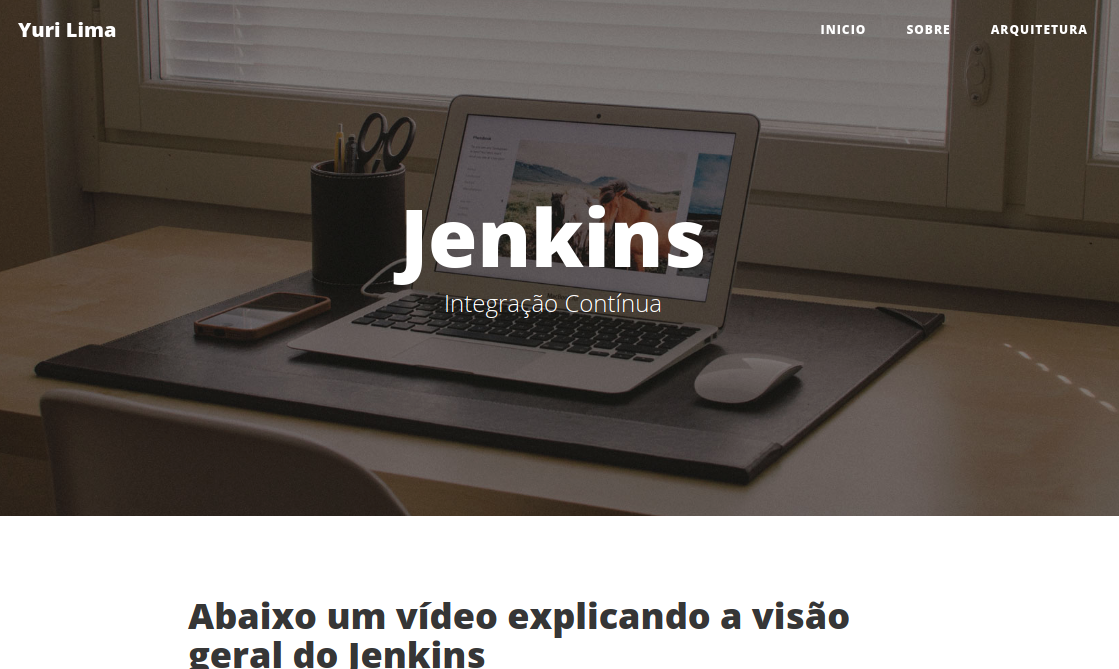 Yuri Lima
INICIO SOBRE ARQUITETURA
Jenkins
Integração Contínua
Abaixo um vídeo explicando a visão
geral do Jenkins